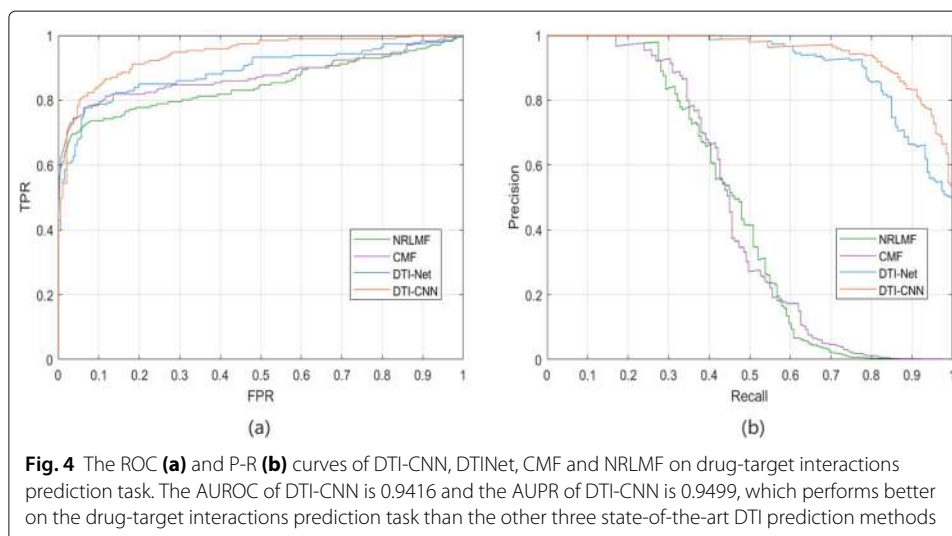 1
0.8
0.6
0.4
0.2
0
TPR
0 0.1 0.2 0.3 0.4 0.5 0.6 0.7 0.8 0.9 1
FPR
NRLMF
CMF
DTI-Net
DTI-CNN
(a)
1
0.8
0.6
0.4
0.2
0
Precision
0 0.1 0.2 0.3 0.4 0.5 0.6 0.7 0.8 0.9 1
Recall
NRLMF
CMF
DTI-Net
DTI-CNN
(b)
Fig. 4 The ROC (a) and P-R (b) curves of DTI-CNN, DTINet, CMF and NRLMF on drug-target interactions
prediction task. The AUROC of DTI-CNN is 0.9416 and the AUPR of DTI-CNN is 0.9499, which performs better
on the drug-target interactions prediction task than the other three state-of-the-art DTI prediction methods